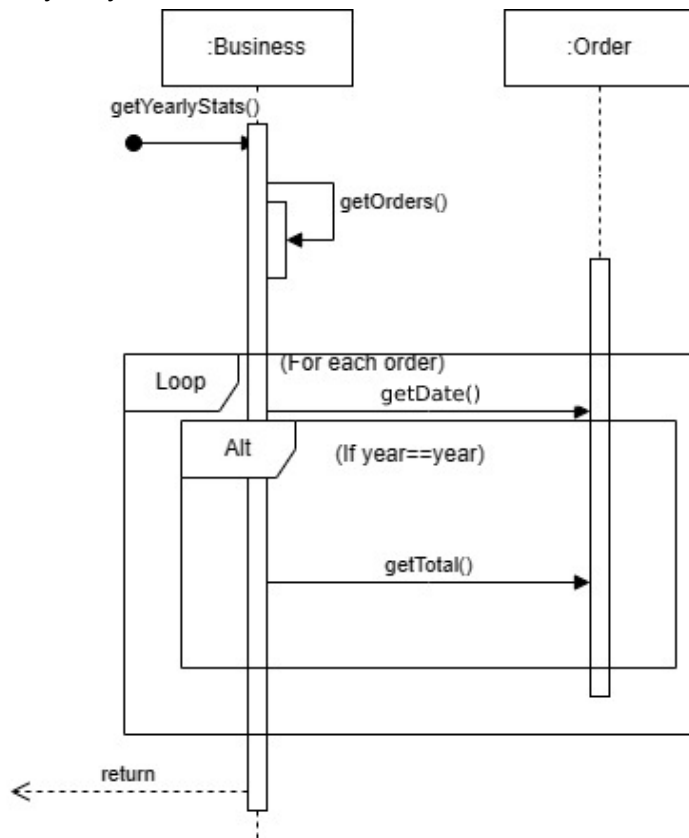 :Business
:Order
getYearlyStats()
getOrders()
(For each order)
Loop
getDate()
Alt
(If year==year)
getTotal()
return